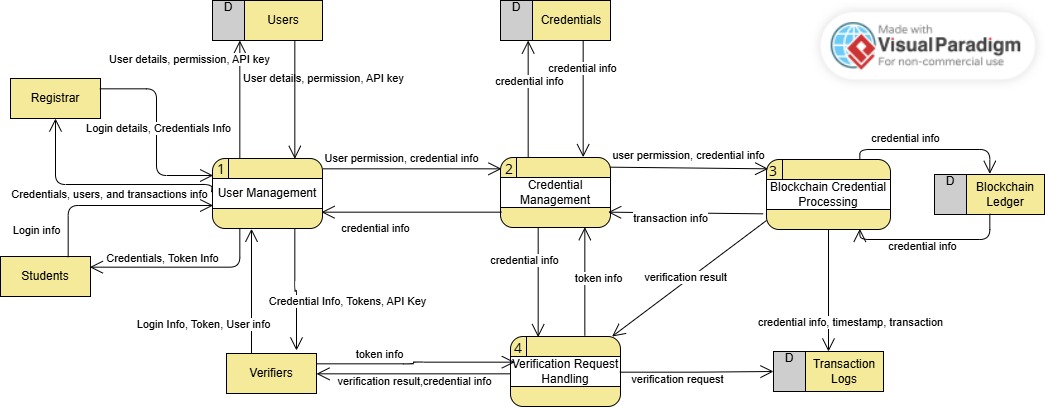 D
Users
D
Credentials
Made with
Visual Paradigm
For non-commercial use
User details, permission, API key
User details, permission, API key
credential info
credential info
Registrar
Login details, Credentials Info
credential info
1
User Management
User permission, credential info
2
Credential
Management
user permission, credential info
3
Blockchain Credential
Processing
D
Blockchain
Ledger
Credentials, users, and transactions info
transaction info
credential info
credential info
Login info
Students
Credentials, Token Info
credential info
token info
verification result
Credential Info, Tokens, API Key
Login Info, Token, User info
credential info, timestamp, transaction
Verifiers
token info
verification result,credential info
4
Verification Request
Handling
verification request
D
Transaction
Logs